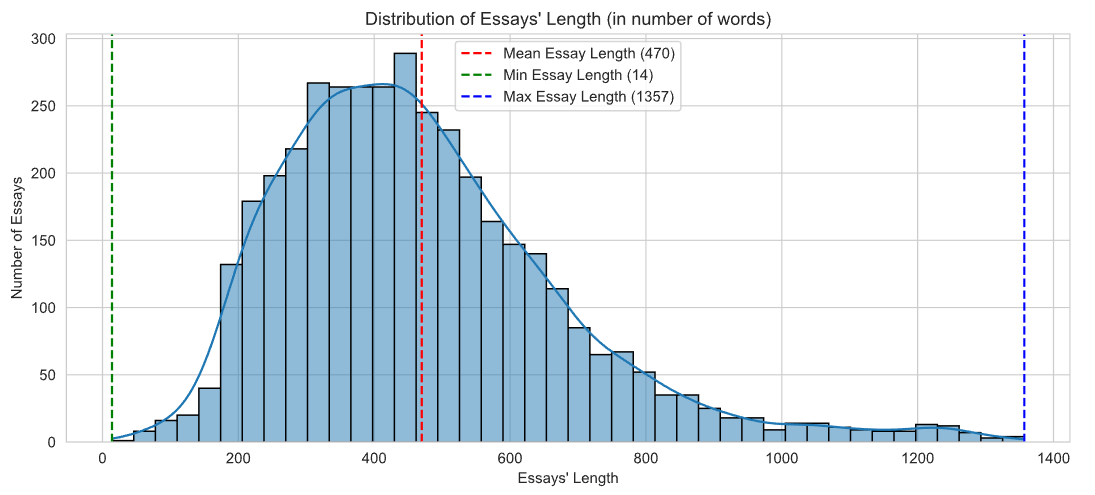 Distribution of Essays' Length (in number of words)
300
250
200
150
100
50
0
Number of Essays
Mean Essay Length (470)
Min Essay Length (14)
Max Essay Length (1357)
0 200 400 600 800 1000 1200 1400
Essays' Length